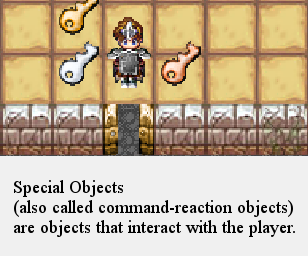 Special Objects
(also called command-reaction objects)
are objects that interact with the player.